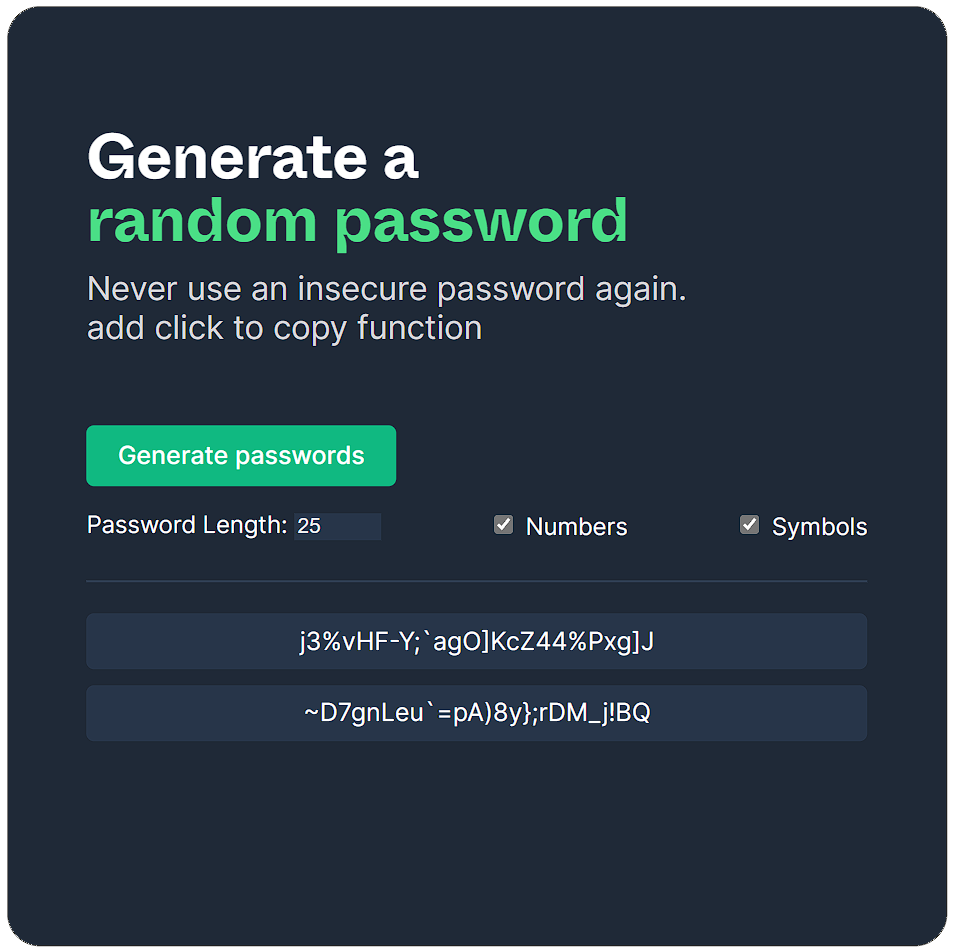 Generate a
random password
Never use an insecure password again.
add click to copy function
Generate passwords
Password Length: 25
Numbers
Symbols
j3%vHF-Y;`agO]KcZ44%Pxg]J
~D7gnLeu`=pA)8y};rDM_j!BQ